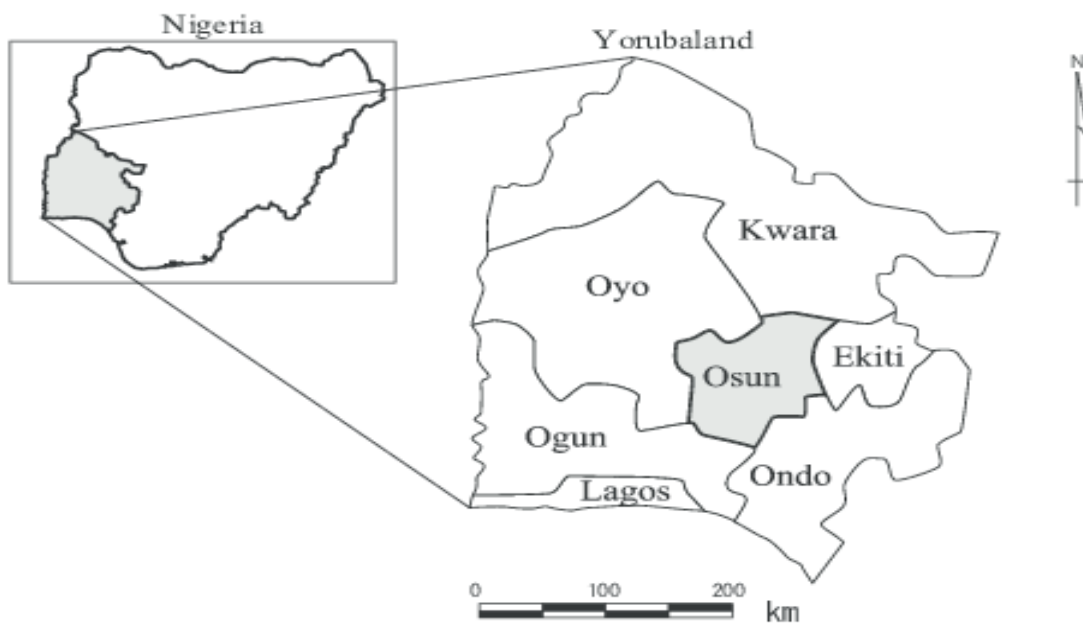 Nigeria
Yorubaland
N
Kwara
Oyo
Ekiti
Osun
Ogun
Ondo
Lagos
0 100 200
km